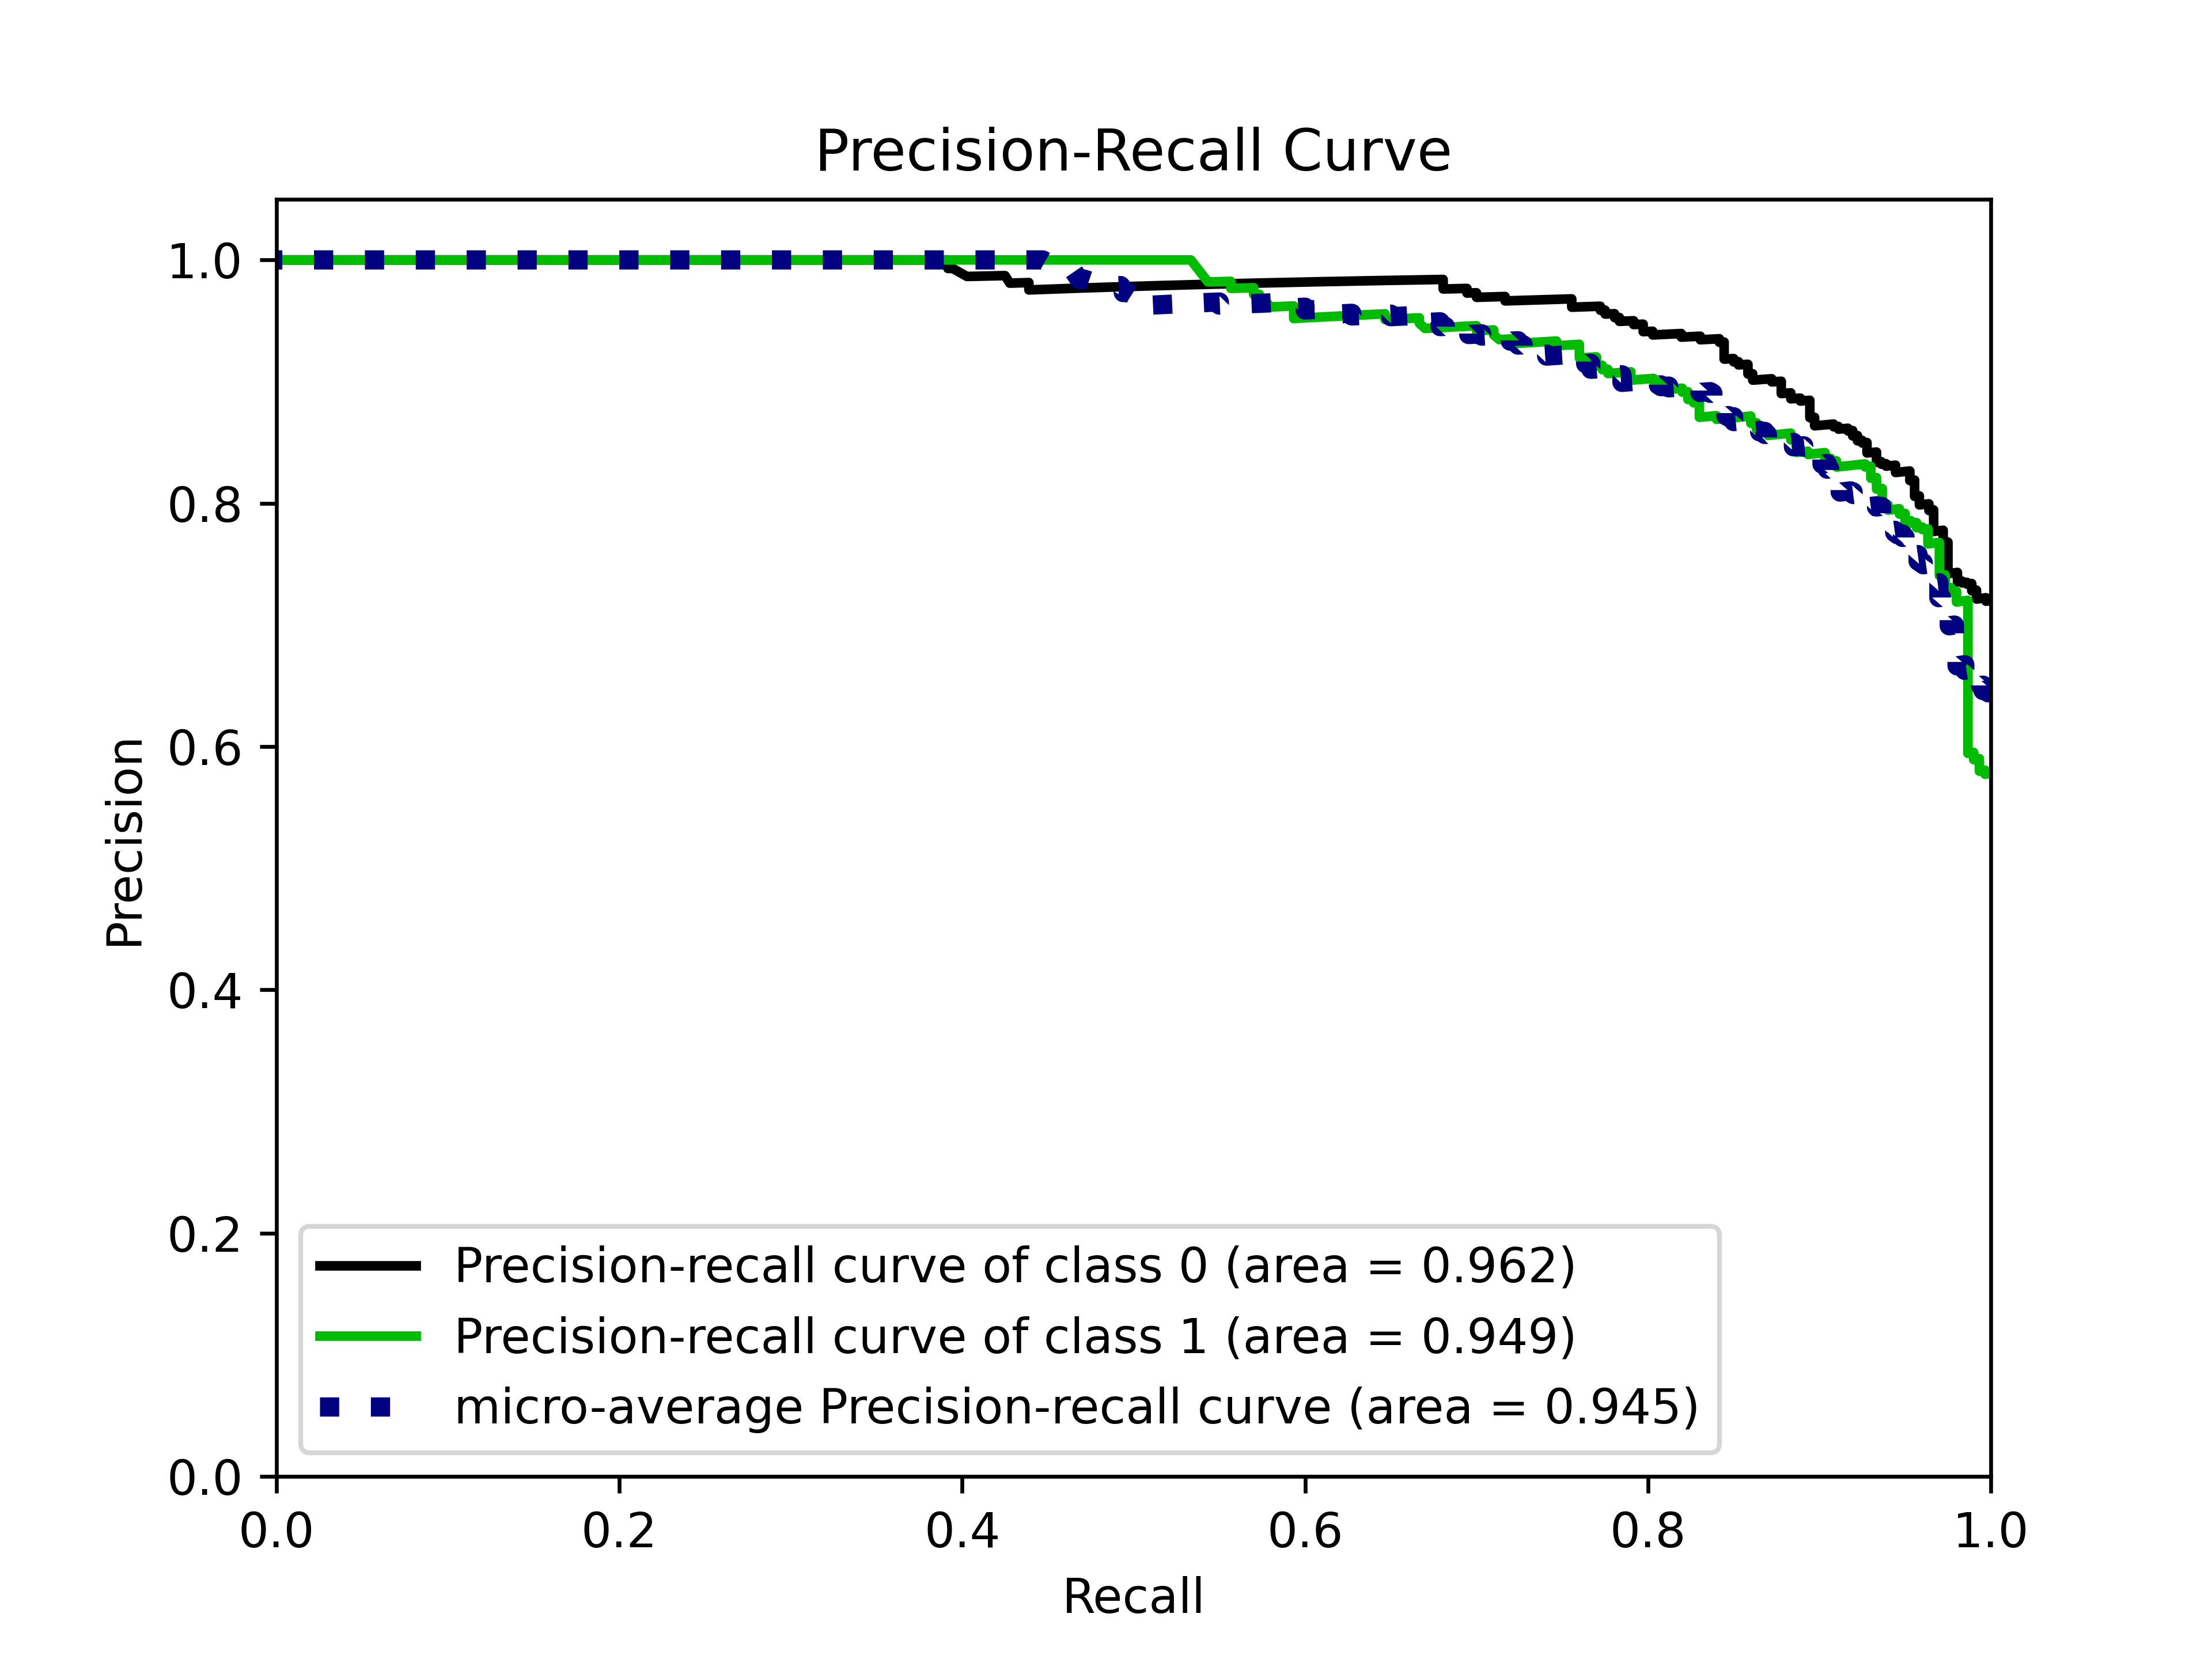 Precision-Recall Curve
1.0
0.8
0.6
0.4
0.2
0.0
Precision
Precision-recall curve of class 0 (area = 0.962)
Precision-recall curve of class 1 (area = 0.949)
micro-average Precision-recall curve (area = 0.945)
0.0 0.2 0.4 0.6 0.8 1.0
Recall